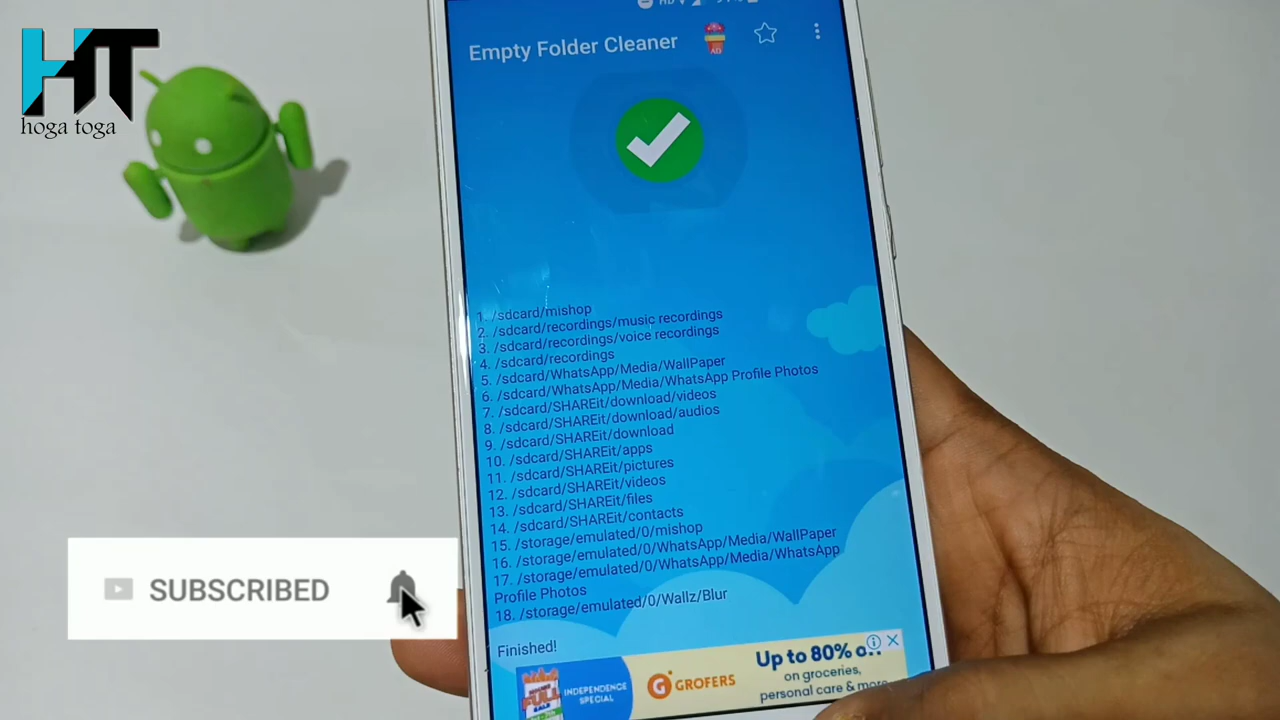 HT
hoga toga
HD
Empty Folder Cleaner
AD
1. /sdcard/mishop
2. /sdcard/recordings/music recordings
3. /sdcard/recordings/voice recordings
4. /sdcard/recordings
5. /sdcard/WhatsApp/Media/WallPaper
6. /sdcard/WhatsApp/Media/WhatsApp Profile Photos
7. /sdcard/SHAREit/download/videos
8. /sdcard/SHAREit/download/audios
9. /sdcard/SHAREit/download
10. /sdcard/SHAREit/apps
11. /sdcard/SHAREit/pictures
12. /sdcard/SHAREit/videos
13. /sdcard/SHAREit/files
14. /sdcard/SHAREit/contacts
15. /storage/emulated/0/mishop
16. /storage/emulated/0/WhatsApp/Media/WallPaper
17. /storage/emulated/0/WhatsApp/Media/WhatsApp
Profile Photos
18. /storage/emulated/0/Wallz/Blur
Finished!
SUBSCRIBED
INDEPENDENCE
SPECIAL
GROFERS
Up to 80%
on groceries,
personal care & more